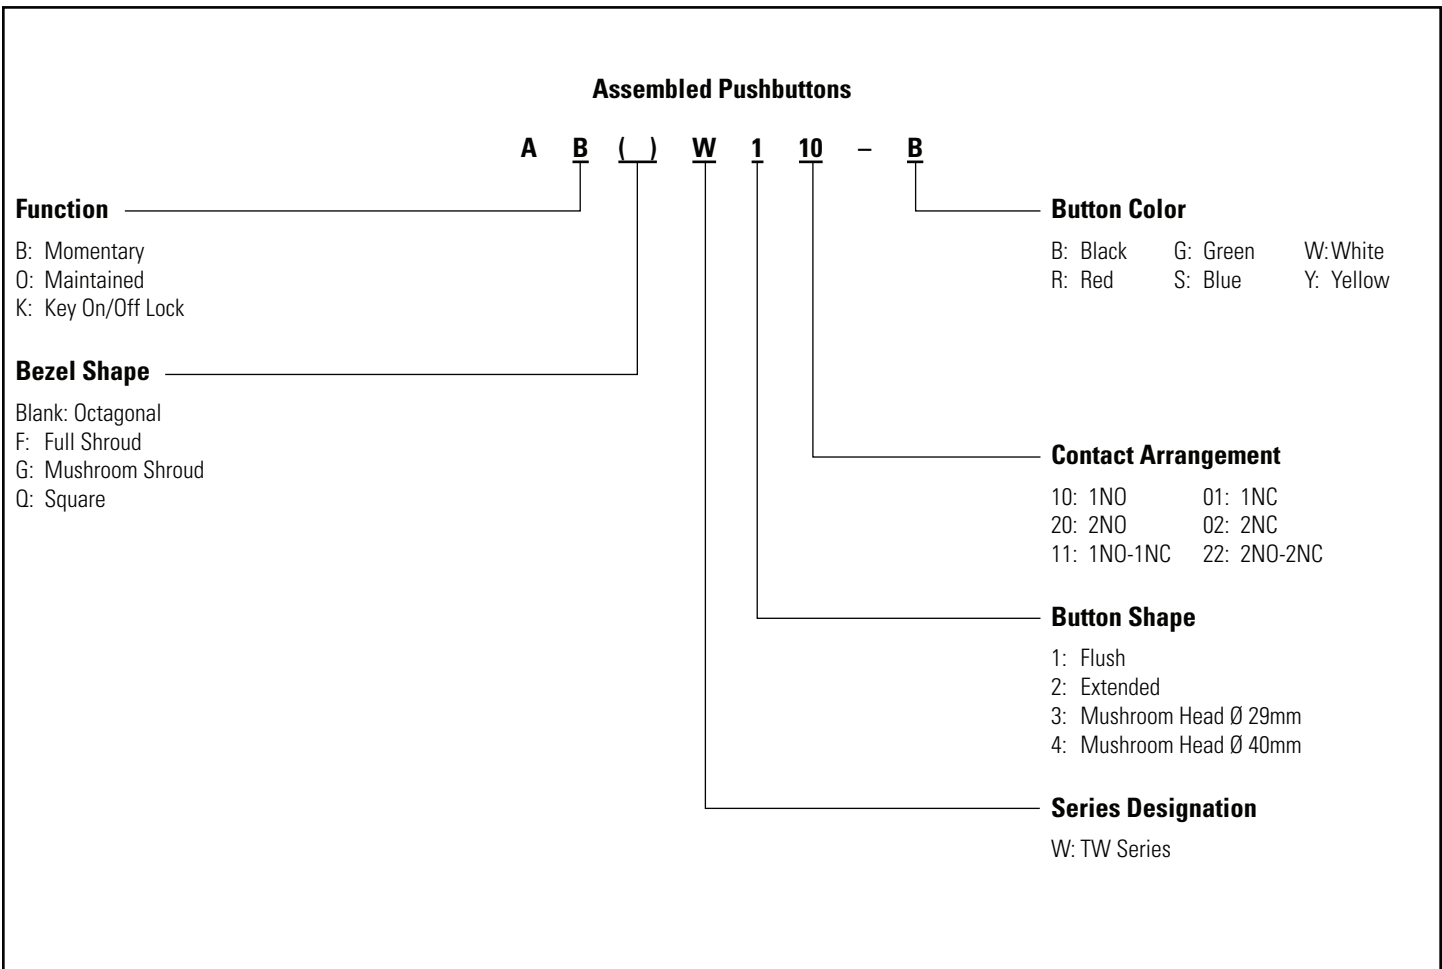 Assembled Pushbuttons
A B ( ) W 1 10 – B
Function
B: Momentary
O: Maintained
K: Key On/Off Lock
Bezel Shape
Blank: Octagonal
F: Full Shroud
G: Mushroom Shroud
Q: Square
Button Color
B: Black G: Green W: White
R: Red S: Blue Y: Yellow
Contact Arrangement
10: 1NO 01: 1NC
20: 2NO 02: 2NC
11: 1NO-1NC 22: 2NO-2NC
Button Shape
1: Flush
2: Extended
3: Mushroom Head Ø 29mm
4: Mushroom Head Ø 40mm
Series Designation
W: TW Series